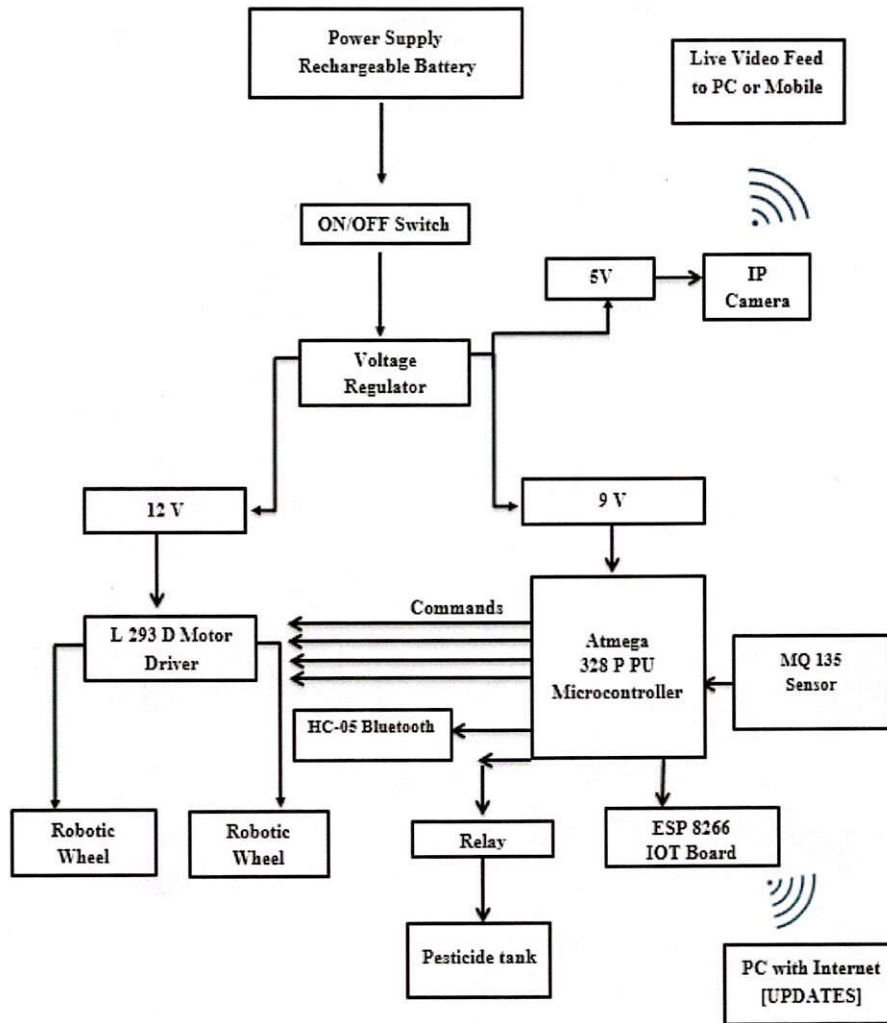 Power Supply
Rechargeable Battery
Live Video Feed
to PC or Mobile
ON/OFF Switch
5V
IP
Camera
Voltage
Regulator
12 V
9 V
Commands
L 293 D Motor
Driver
Atmega
328 P PU
Microcontroller
MQ 135
Sensor
HC-05 Bluetooth
Robotic
Wheel
Robotic
Wheel
Relay
ESP 8266
IOT Board
Pesticide tank
PC with Internet
[UPDATES]